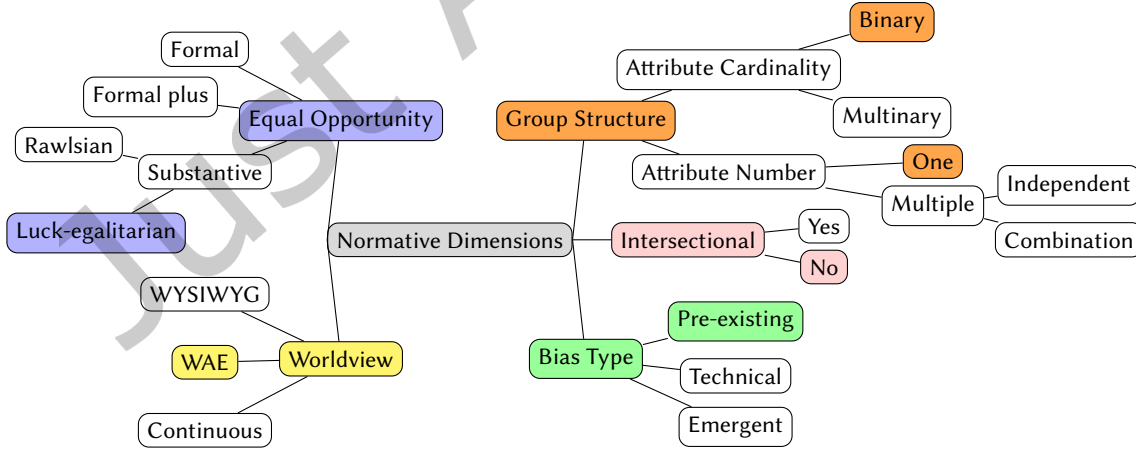 Just A
Formal
Formal plus
Equal Opportunity
Rawlsian
Substantive
Luck-egalitarian
Normative Dimensions
WYSIWYG
WAE
Worldview
Continuous
Binary
Attribute Cardinality
Group Structure
Multinary
Attribute Number
One
Multiple
Independent
Combination
Intersectional
Yes
No
Pre-existing
Bias Type
Technical
Emergent